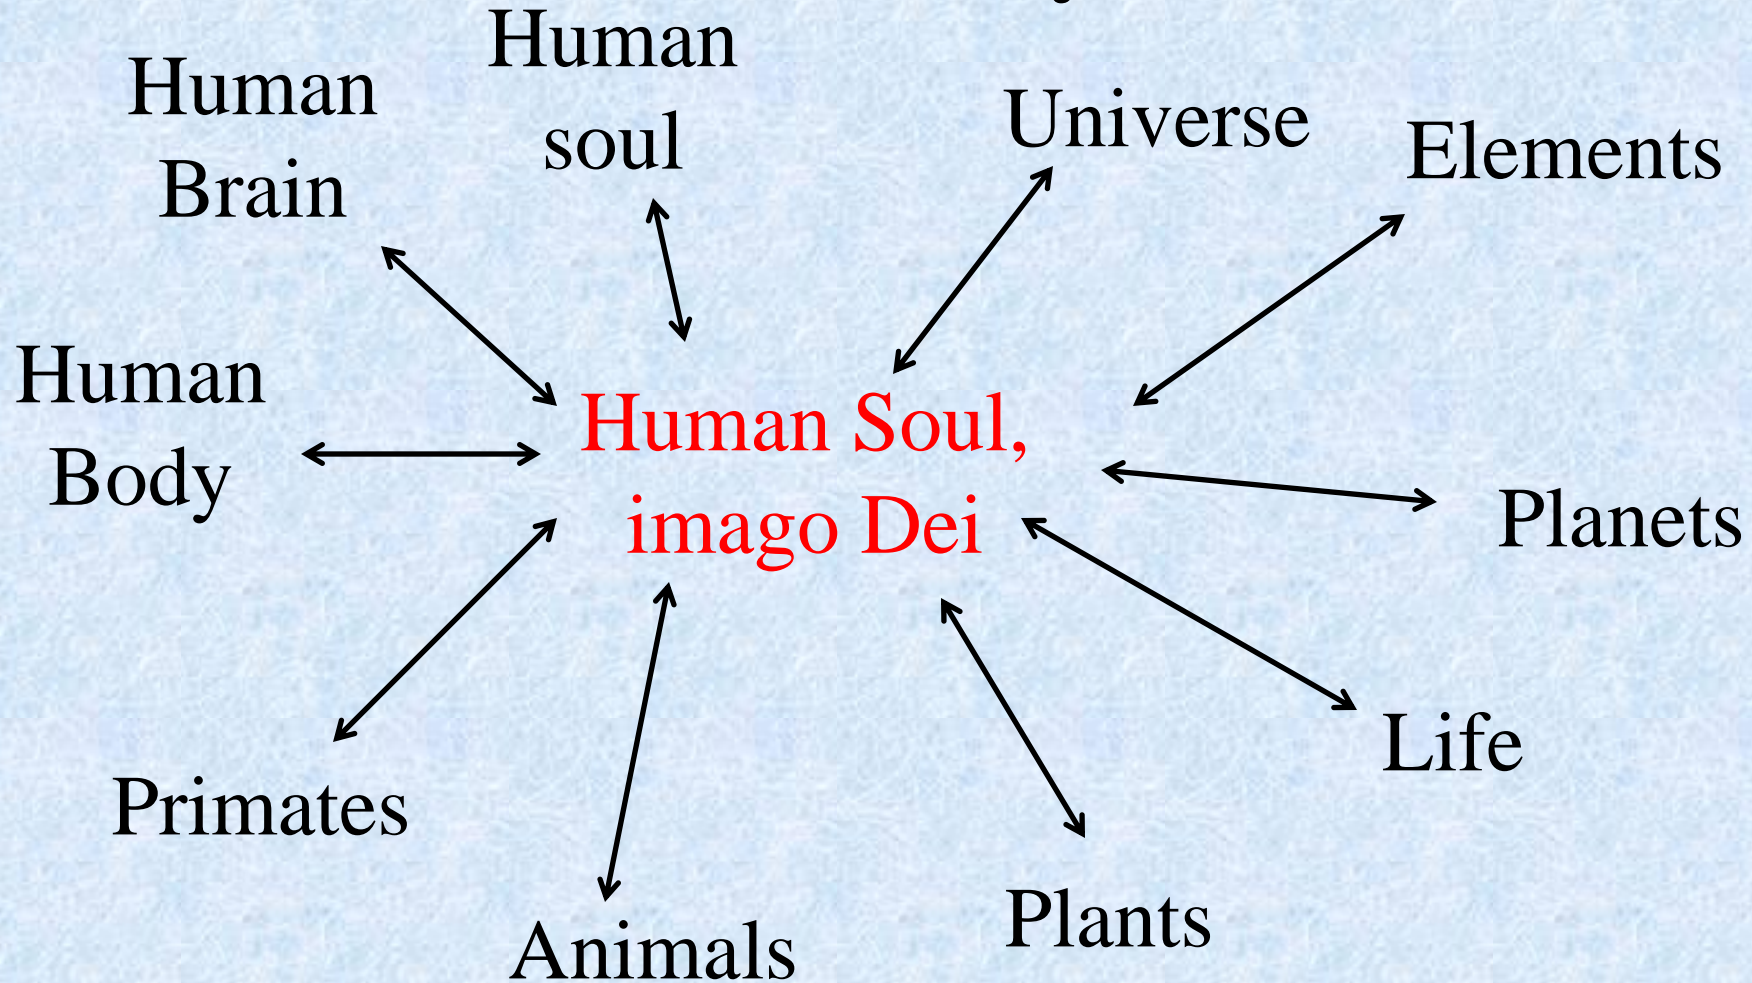 Human
soul
Human
Brain
Universe
Elements
Human
Body
Human Soul,
imago Dei
Planets
Life
Primates
Plants
Animals